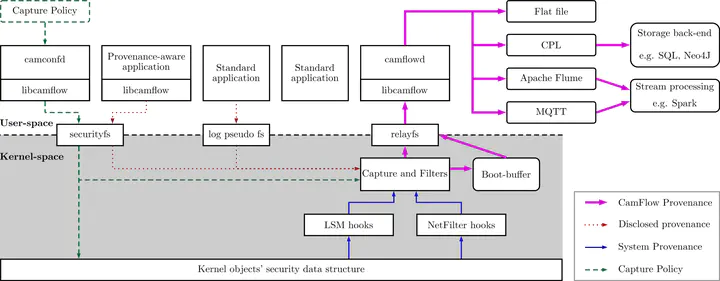 Capture Policy
Flat file
CPL
Storage back-end
e.g. SQL, Neo4J
camconfd
Provenance-aware
application
Standard
application
Standard
application
camflowd
libcamflow
libcamflow
libcamflow
Apache Flume
Stream processing
e.g. Spark
MQTT
User-space
securityfs
log pseudo fs
relayfs
Kernel-space
Capture and Filters
Boot-buffer
LSM hooks
NetFilter hooks
Kernel objects' security data structure
CamFlow Provenance
Disclosed provenance
System Provenance
Capture Policy